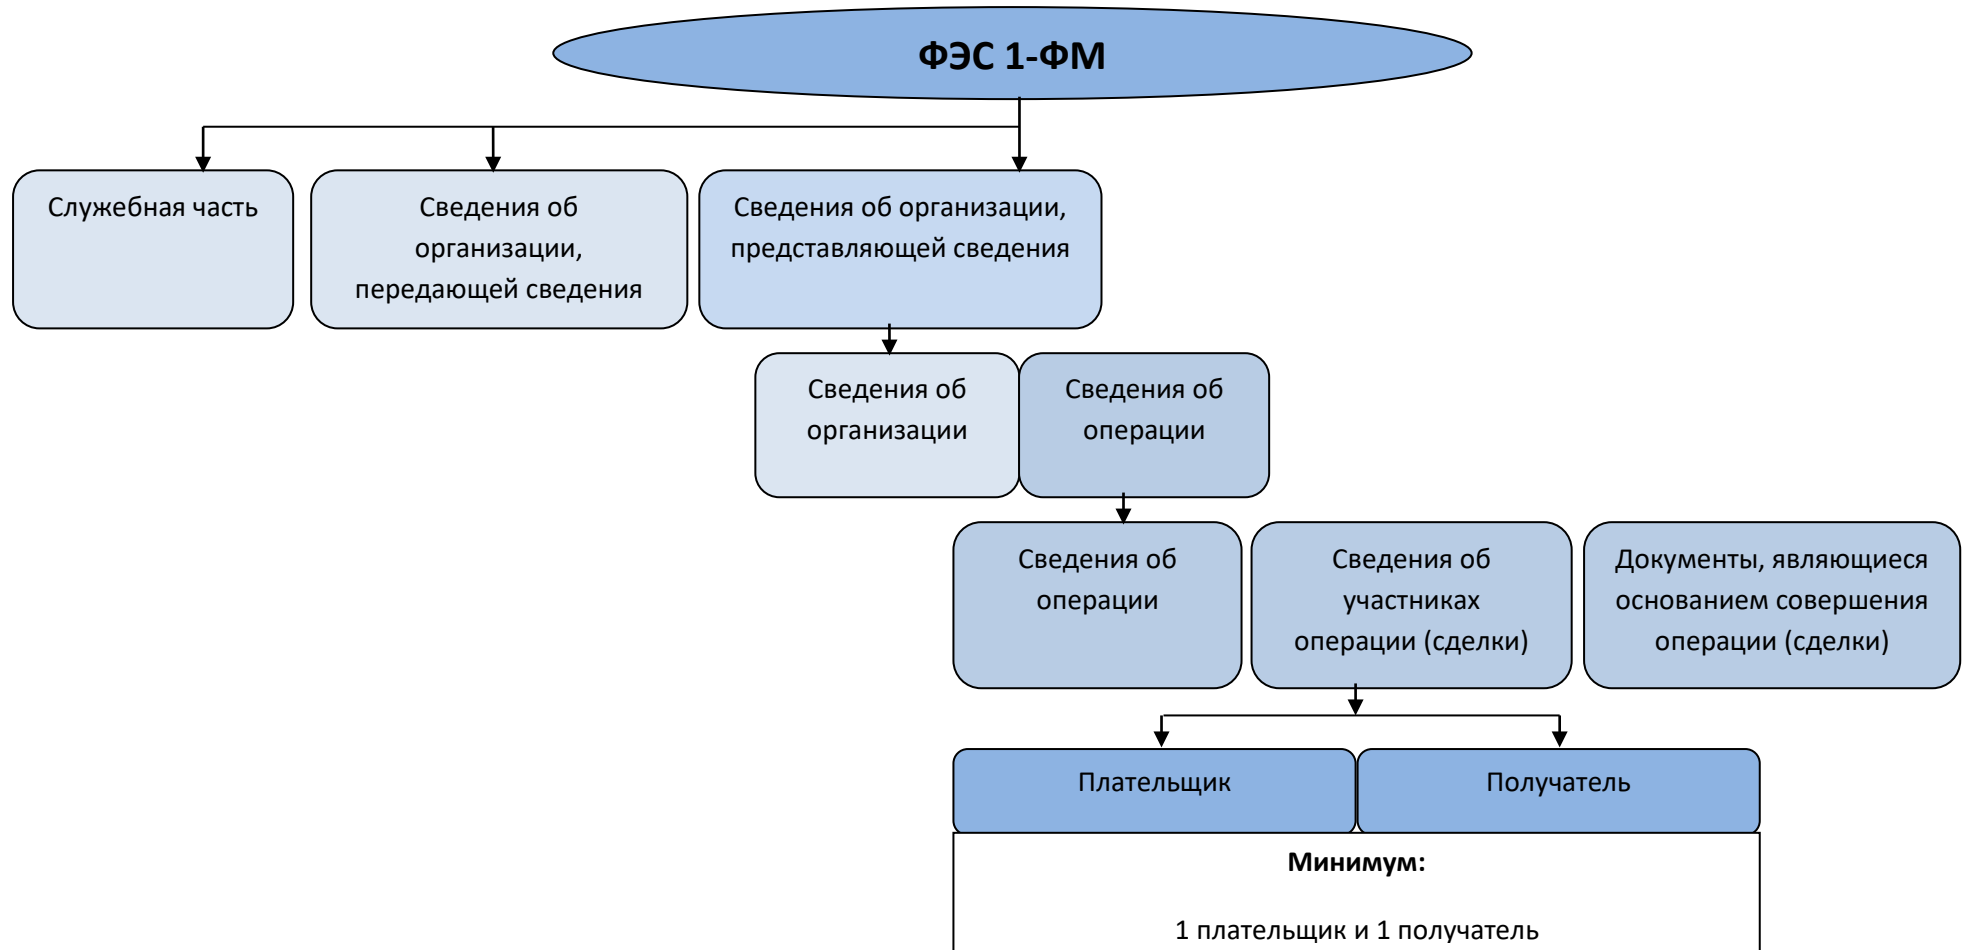 ФЭС 1-ФМ
Служебная часть
Сведения об
организации,
передающей сведения
Сведения об организации,
представляющей сведения
Сведения об
организации
Сведения об
операции
Сведения об
операции
Сведения об
участниках
операции (сделки)
Документы, являющиеся
основанием совершения
операции (сделки)
Плательщик
Получатель
Минимум:
1 плательщик и 1 получатель